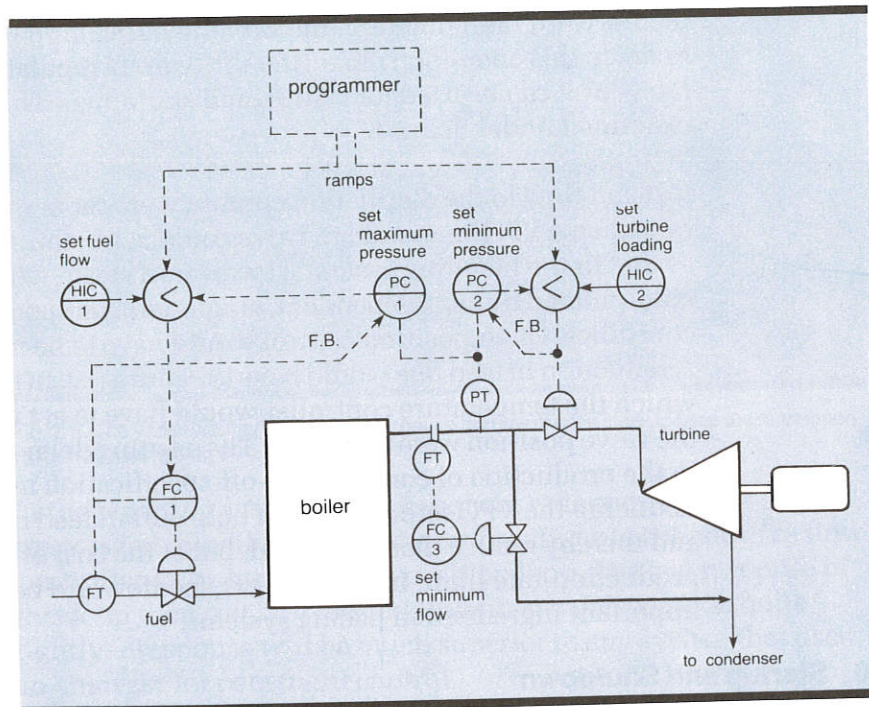 programmer
ramps
set fuel
flow
set
maximum
pressure
set
minimum
pressure
set
turbine
loading
HIC
1
<
PC
1
PC
2
<
HIC
2
F.B.
F.B.
PT
turbine
FT
boiler
FC
1
FC
3
FT
fuel
set
minimum
flow
to condenser